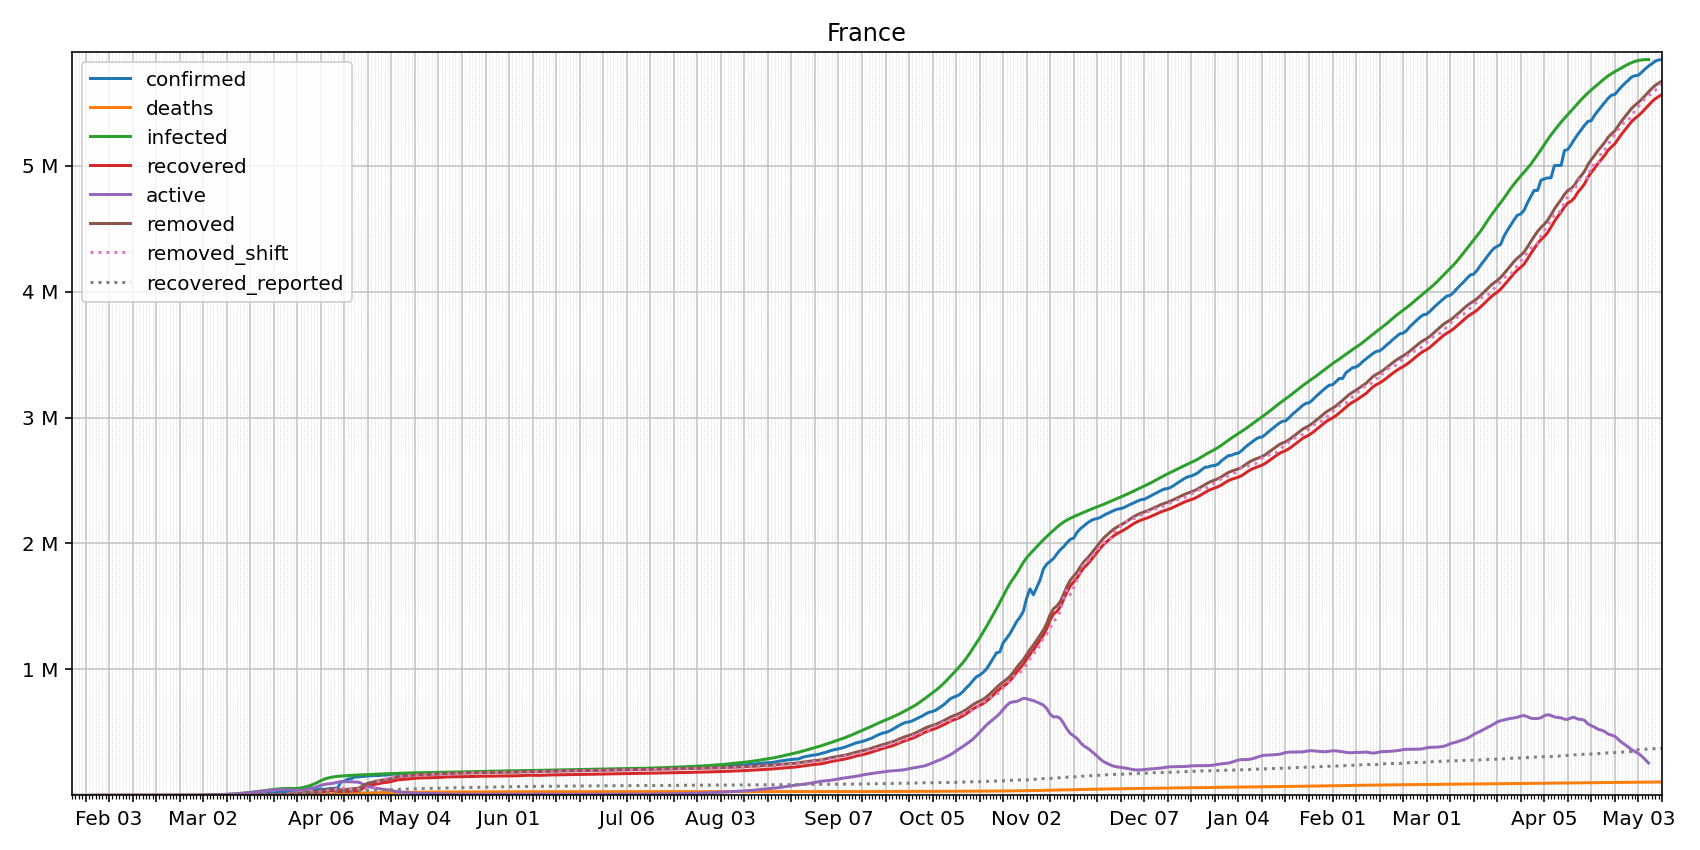 France
confirmed
deaths
infected
recovered
active
removed
removed_shift
recovered_reported
5 M
4 M
3 M
2 M
1 M
Feb 03 Mar 02 Apr 06 May 04 Jun 01 Jul 06 Aug 03 Sep 07 Oct 05 Nov 02 Dec 07 Jan 04 Feb 01 Mar 01 Apr 05 May 03